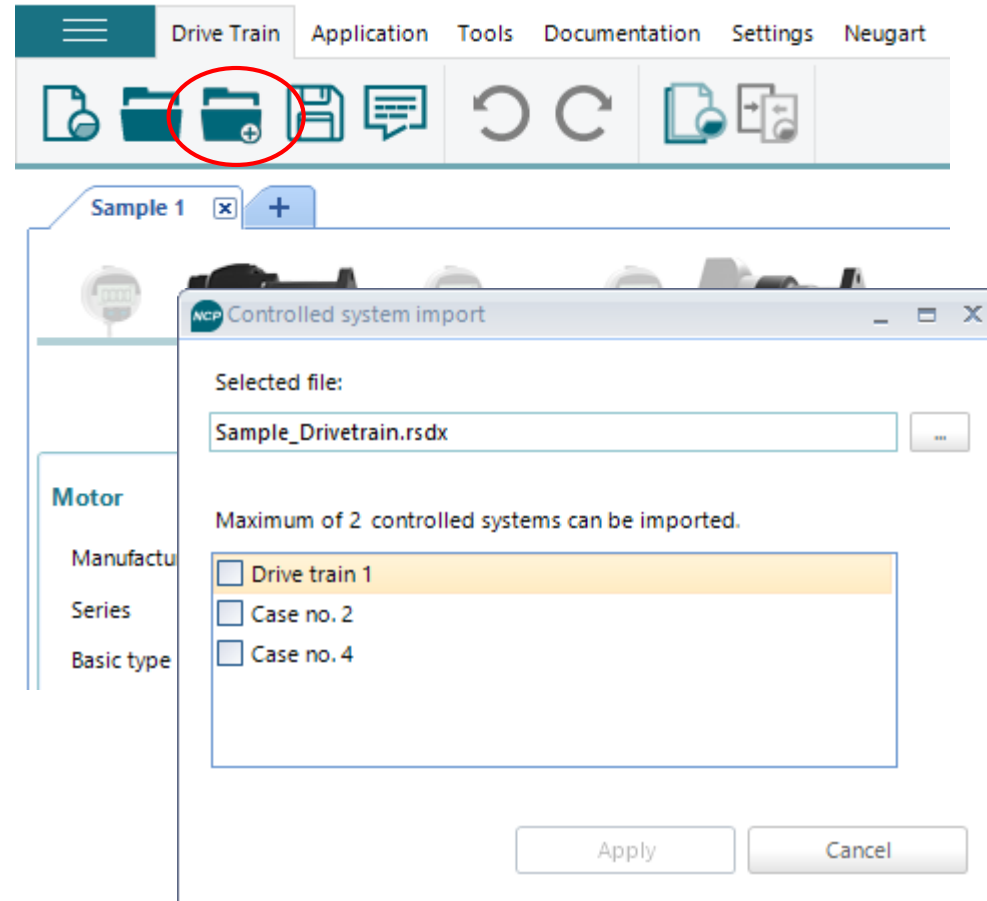 Drive Train Application Tools Documentation Settings Neugart
Sample 1 +
NCP Controlled system import
Selected file:
Sample_Drivetrain.rsdx ...
Motor
Maximum of 2 controlled systems can be imported.
Manufactu
Drive train 1
Series
Case no. 2
Basic type
Case no. 4
Apply Cancel